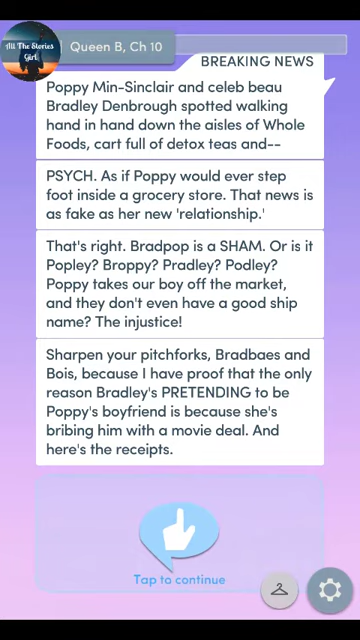 All The Stories
Girl
Queen B, Ch 10
BREAKING NEWS
Poppy Min-Sinclair and celeb beau
Bradley Denbrough spotted walking
hand in hand down the aisles of Whole
Foods, cart full of detox teas and--
PSYCH. As if Poppy would ever step
foot inside a grocery store. That news is
as fake as her new 'relationship.'
That's right. Bradpop is a SHAM. Or is it
Popley? Broppy? Pradley? Podley?
Poppy takes our boy off the market,
and they don't even have a good ship
name? The injustice!
Sharpen your pitchforks, Bradbaes and
Bois, because I have proof that the only
reason Bradley's PRETENDING to be
Poppy's boyfriend is because she's
bribing him with a movie deal. And
here's the receipts.
Tap to continue